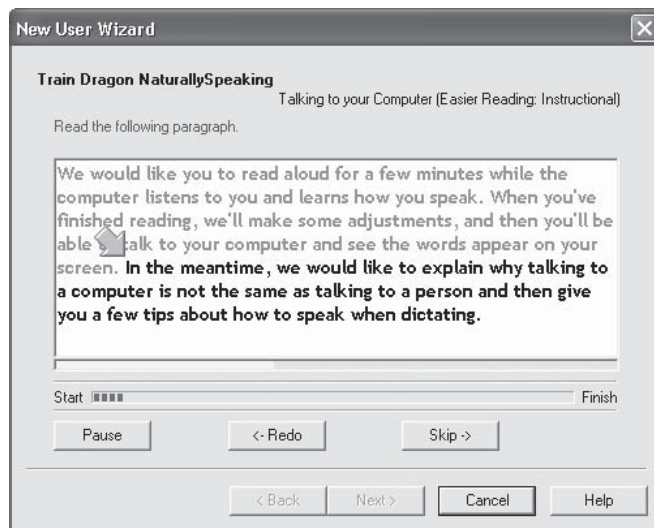 New User Wizard
Train Dragon NaturallySpeaking
Talking to your Computer (Easier Reading: Instructional)
Read the following paragraph.
We would like you to read aloud for a few minutes while the
computer listens to you and learns how you speak. When you've
finished reading, we'll make some adjustments, and then you'll be
able talk to your computer and see the words appear on your
screen. In the meantime, we would like to explain why talking to
a computer is not the same as talking to a person and then give
you a few tips about how to speak when dictating.
Start Finish
Pause <- Redo Skip ->
< Back Next > Cancel Help